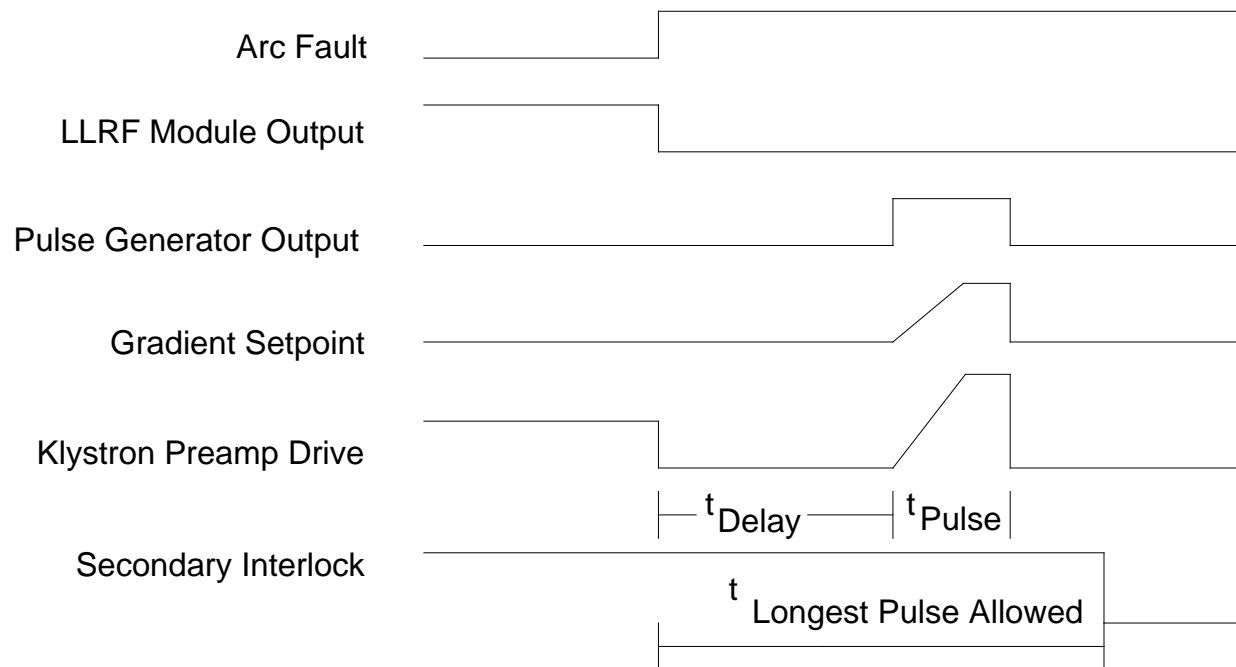 Arc Fault
LLRF Module Output
Pulse Generator Output
Gradient Setpoint
Klystron Preamp Drive
t Delay
t Pulse
Secondary Interlock
t Longest Pulse Allowed